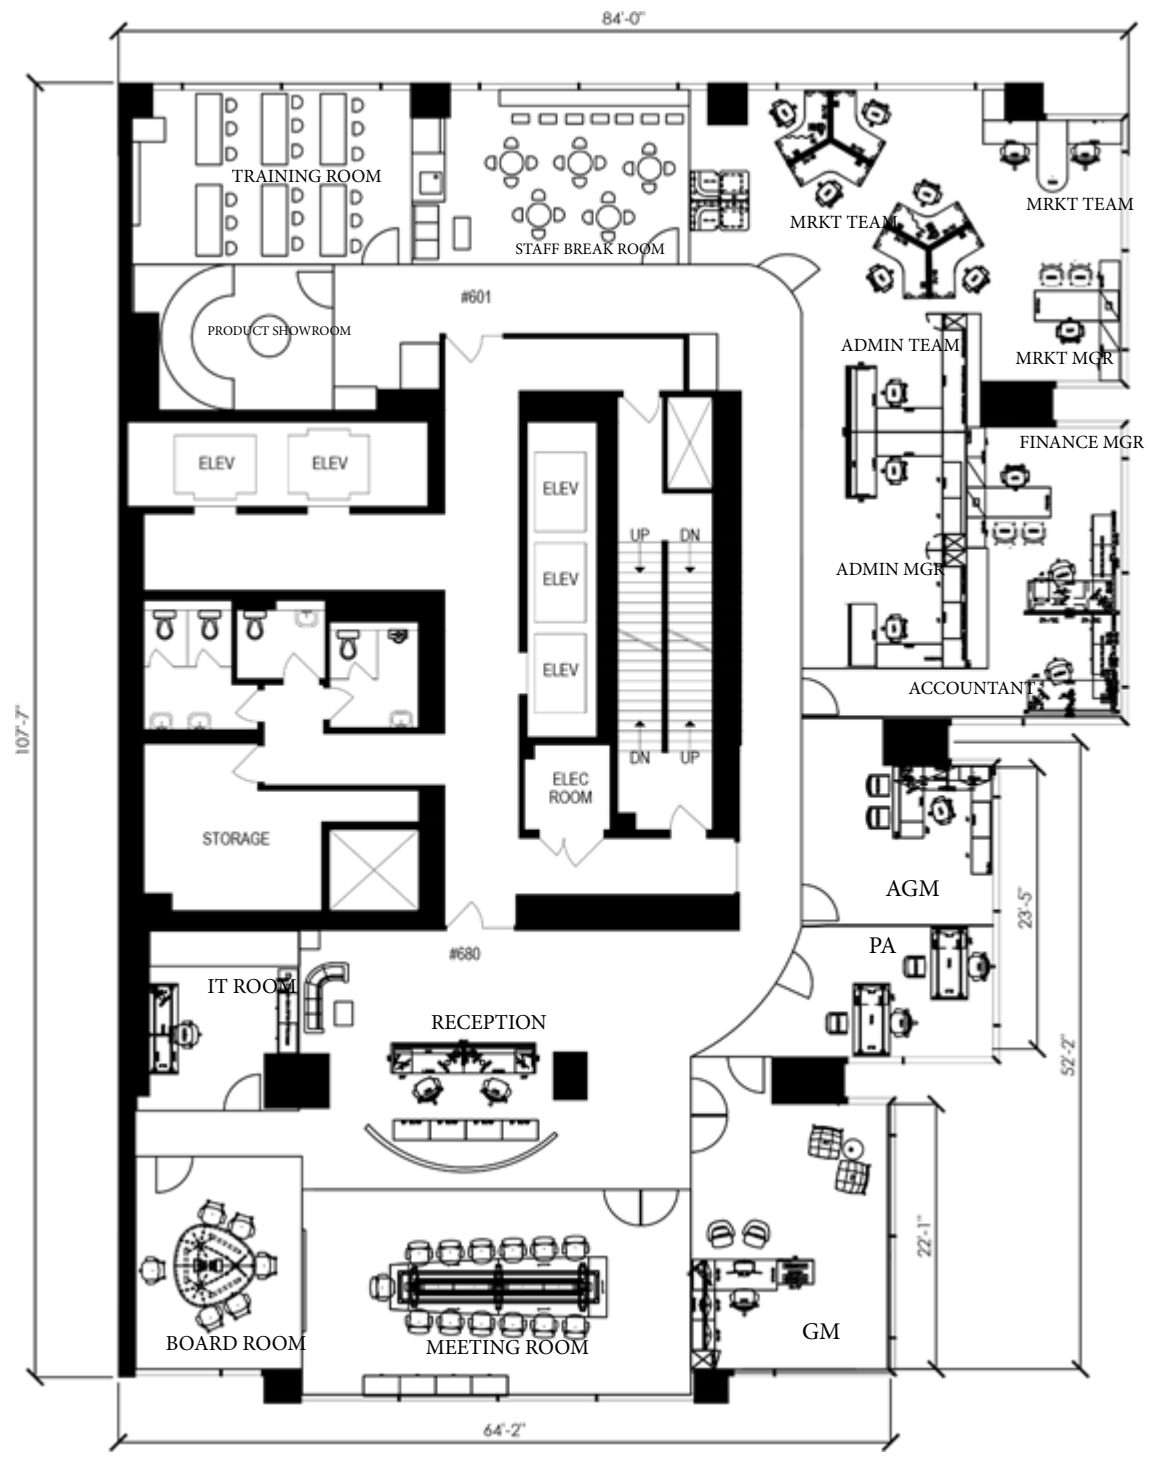 84'-0"
TRAINING ROOM
MRKT TEAM
MRKT TEAM
STAFF BREAK ROOM
#601
PRODUCT SHOWROOM
ADMIN TEAM
MRKT MGR
FINANCE MGR
ELEV
ELEV
ELEV
UP
DN
ELEV
ADMIN MGR
ELEV
ACCOUNTANT
107'-7"
DN
UP
ELEC
ROOM
STORAGE
AGM
23'-5"
PA
#680
IT ROOM
RECEPTION
52'-2"
22'-1"
GM
BOARD ROOM
MEETING ROOM
64'-2"